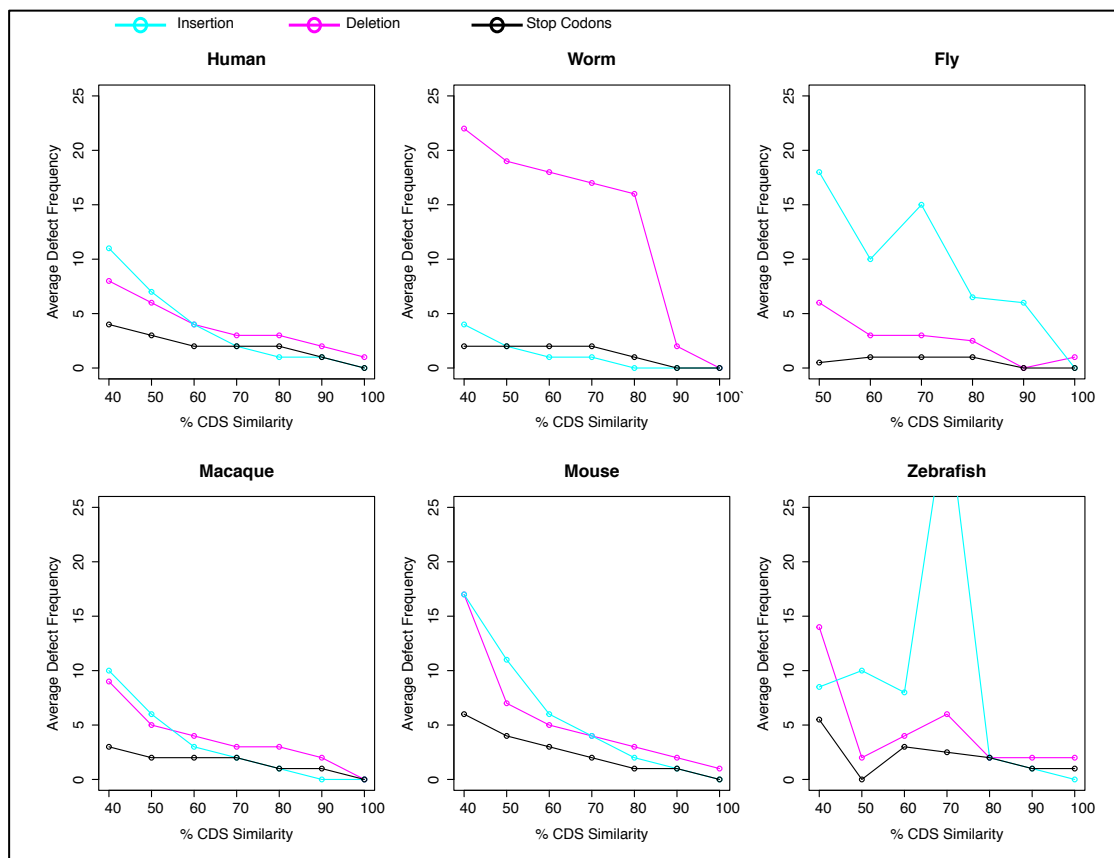 Insertion Deletion Stop Codons
Human
Average Defect Frequency
0 5 10 15 20 25
40 50 60 70 80 90 100
% CDS Similarity
Worm
Average Defect Frequency
0 5 10 15 20 25
40 50 60 70 80 90 100`
% CDS Similarity
Fly
Average Defect Frequency
0 5 10 15 20 25
50 60 70 80 90 100
% CDS Similarity
Macaque
Average Defect Frequency
0 5 10 15 20 25
40 50 60 70 80 90 100
% CDS Similarity
Mouse
Average Defect Frequency
0 5 10 15 20 25
40 50 60 70 80 90 100
% CDS Similarity
Zebrafish
Average Defect Frequency
0 5 10 15 20 25
40 50 60 70 80 90 100
% CDS Similarity